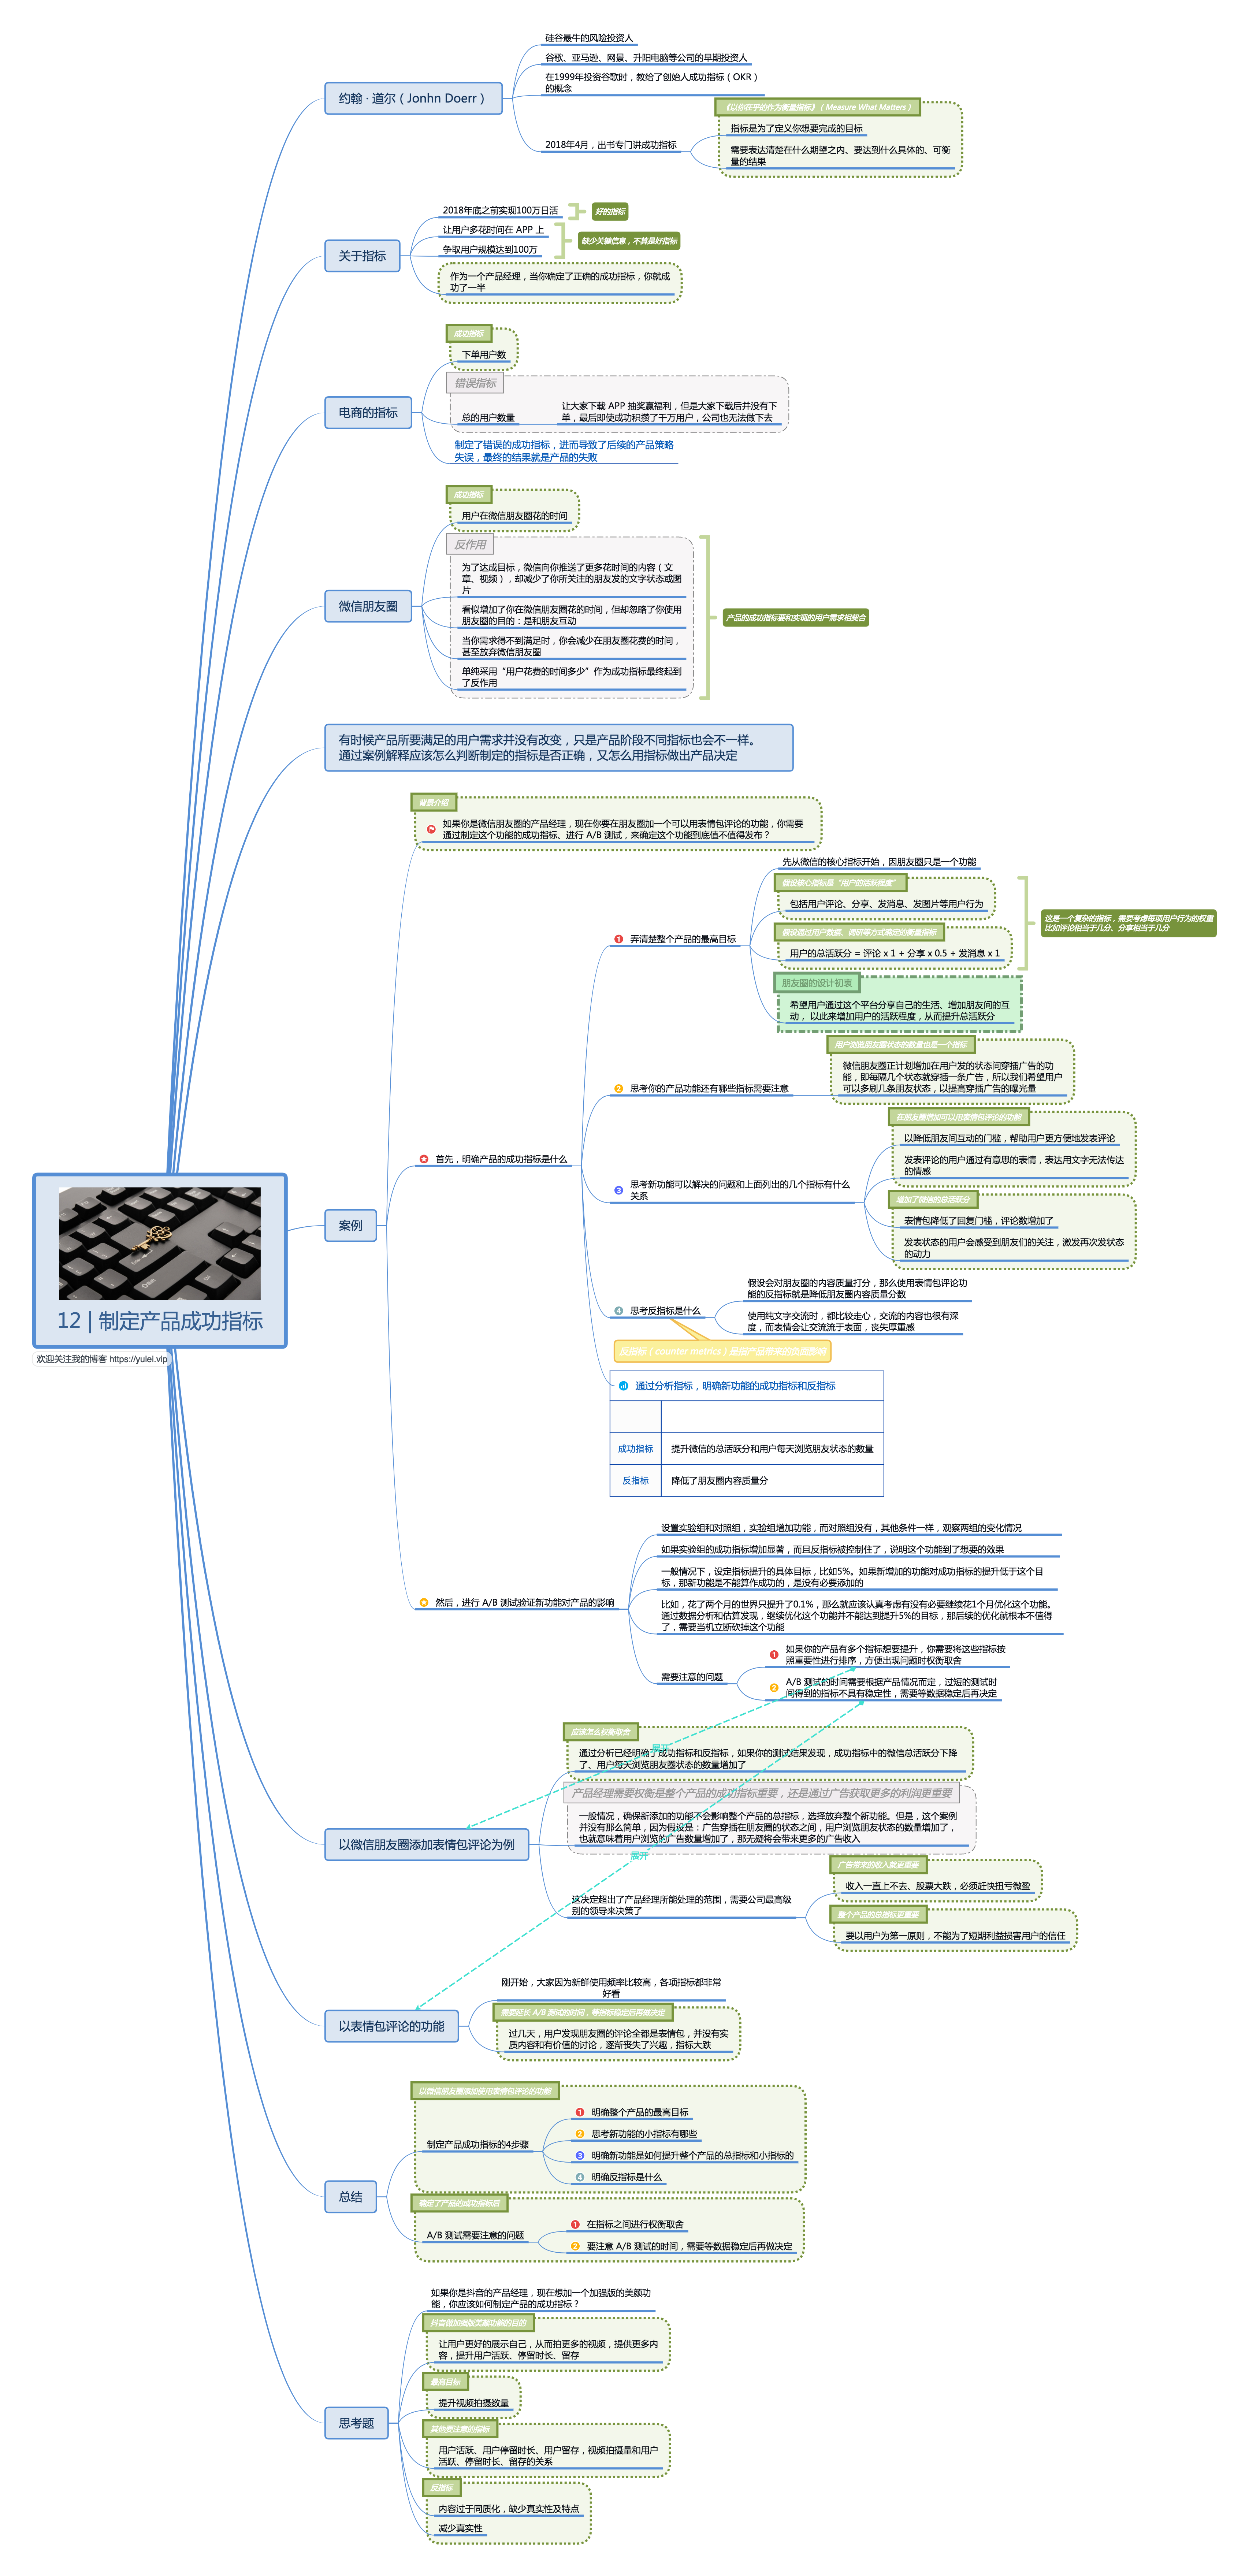 约翰 · 道尔（Jonhn Doerr）
硅谷最牛的风险投资人
谷歌、亚马逊、网景、升阳电脑等公司的早期投资人
在1999年投资谷歌时，教给了创始人成功指标（OKR）
的概念
2018年4月，出书专门讲成功指标
《以你在乎的作为衡量指标》（Measure What Matters）
指标是为了定义你想要完成的目标
需要表达清楚在什么期望之内、要达到什么具体的、可衡
量的结果
关于指标
2018年底之前实现100万日活
好的指标
让用户多花时间在 APP 上
争取用户规模达到100万
缺少关键信息，不算是好指标
作为一个产品经理，当你确定了正确的成功指标，你就成
功了一半
电商的指标
成功指标
下单用户数
错误指标
总的用户数量
让大家下载 APP 抽奖赢福利，但是大家下载后并没有下
单，最后即使成功积攒了千万用户，公司也无法做下去
制定了错误的成功指标，进而导致了后续的产品策略
失误，最终的结果就是产品的失败
微信朋友圈
成功指标
用户在微信朋友圈花的时间
反作用
为了达成目标，微信向你推送了更多花时间的内容（文
章、视频），却减少了你所关注的朋友发的文字状态或图
片
看似增加了你在微信朋友圈花的时间，但却忽略了你使用
朋友圈的目的：是和朋友互动
当你需求得不到满足时，你会减少在朋友圈花费的时间，
甚至放弃微信朋友圈
单纯采用“用户花费的时间多少”作为成功指标最终起到
了反作用
产品的成功指标要和实现的用户需求相契合
有时候产品所要满足的用户需求并没有改变，只是产品阶段不同指标也会不一样。
通过案例解释应该怎么判断制定的指标是否正确，又怎么用指标做出产品决定
案例
背景介绍
如果你是微信朋友圈的产品经理，现在你要在朋友圈加一个可以用表情包评论的功能，你需要
通过制定这个功能的成功指标、进行 A/B 测试，来确定这个功能到底值不值得发布？
首先，明确产品的成功指标是什么
1 弄清楚整个产品的最高目标
先从微信的核心指标开始，因朋友圈只是一个功能
假设核心指标是“用户的活跃程度”
包括用户评论、分享、发消息、发图片等用户行为
假设通过用户数据、调研等方式确定的衡量指标
用户的总活跃分 = 评论 x 1 + 分享 x 0.5 + 发消息 x 1
这是一个复杂的指标，需要考虑每项用户行为的权重
比如评论相当于几分、分享相当于几分
朋友圈的设计初衷
希望用户通过这个平台分享自己的生活、增加朋友间的互
动， 以此来增加用户的活跃程度，从而提升总活跃分
2 思考你的产品功能还有哪些指标需要注意
用户浏览朋友圈状态的数量也是一个指标
微信朋友圈正计划增加在用户发的状态间穿插广告的功
能，即每隔几个状态就穿插一条广告，所以我们希望用户
可以多刷几条朋友状态，以提高穿插广告的曝光量
3 思考新功能可以解决的问题和上面列出的几个指标有什么
关系
在朋友圈增加可以用表情包评论的功能
以降低朋友间互动的门槛，帮助用户更方便地发表评论
发表评论的用户通过有意思的表情，表达用文字无法传达
的情感
增加了微信的总活跃分
表情包降低了回复门槛，评论数增加了
发表状态的用户会感受到朋友们的关注，激发再次发状态
的动力
4 思考反指标是什么
假设会对朋友圈的内容质量打分，那么使用表情包评论功
能的反指标就是降低朋友圈内容质量分数
使用纯文字交流时，都比较走心，交流的内容也很有深
度，而表情会让交流流于表面，丧失厚重感
反指标（counter metrics）是指产品带来的负面影响
通过分析指标，明确新功能的成功指标和反指标
成功指标 提升微信的总活跃分和用户每天浏览朋友状态的数量
反指标 降低了朋友圈内容质量分
然后，进行 A/B 测试验证新功能对产品的影响
设置实验组和对照组，实验组增加功能，而对照组没有，其他条件一样，观察两组的变化情况
如果实验组的成功指标增加显著，而且反指标被控制住了，说明这个功能到了想要的效果
一般情况下，设定指标提升的具体目标，比如5%。如果新增加的功能对成功指标的提升低于这个目
标，那新功能是不能算作成功的，是没有必要添加的
比如，花了两个月的世界只提升了0.1%，那么就应该认真考虑有没有必要继续花1个月优化这个功能。
通过数据分析和估算发现，继续优化这个功能并不能达到提升5%的目标，那后续的优化就根本不值得
了，需要当机立断砍掉这个功能
需要注意的问题
1 如果你的产品有多个指标想要提升，你需要将这些指标按
照重要性进行排序，方便出现问题时权衡取舍
2 A/B 测试的时间需要根据产品情况而定，过短的测试时
间得到的指标不具有稳定性，需要等数据稳定后再决定
12 | 制定产品成功指标
欢迎关注我的博客 https://yulei.vip
展开
展开
以微信朋友圈添加表情包评论为例
应该怎么权衡取舍
通过分析已经明确了成功指标和反指标，如果你的测试结果发现，成功指标中的微信总活跃分下降
了、用户每天浏览朋友圈状态的数量增加了
产品经理需要权衡是整个产品的成功指标重要，还是通过广告获取更多的利润更重要
一般情况，确保新添加的功能不会影响整个产品的总指标，选择放弃整个新功能。但是，这个案例
并没有那么简单，因为假设是：广告穿插在朋友圈的状态之间，用户浏览朋友状态的数量增加了，
也就意味着用户浏览的广告数量增加了，那无疑将会带来更多的广告收入
这决定超出了产品经理所能处理的范围，需要公司最高级
别的领导来决策了
广告带来的收入就更重要
收入一直上不去、股票大跌，必须赶快扭亏微盈
整个产品的总指标更重要
要以用户为第一原则，不能为了短期利益损害用户的信任
以表情包评论的功能
刚开始，大家因为新鲜使用频率比较高，各项指标都非常
好看
需要延长 A/B 测试的时间，等指标稳定后再做决定
过几天，用户发现朋友圈的评论全都是表情包，并没有实
质内容和有价值的讨论，逐渐丧失了兴趣，指标大跌
总结
以微信朋友圈添加使用表情包评论的功能
制定产品成功指标的4步骤
1 明确整个产品的最高目标
2 思考新功能的小指标有哪些
3 明确新功能是如何提升整个产品的总指标和小指标的
4 明确反指标是什么
确定了产品的成功指标后
A/B 测试需要注意的问题
1 在指标之间进行权衡取舍
2 要注意 A/B 测试的时间，需要等数据稳定后再做决定
思考题
如果你是抖音的产品经理，现在想加一个加强版的美颜功
能，你应该如何制定产品的成功指标？
抖音做加强版美颜功能的目的
让用户更好的展示自己，从而拍更多的视频，提供更多内
容，提升用户活跃、停留时长、留存
最高目标
提升视频拍摄数量
其他要注意的指标
用户活跃、用户停留时长、用户留存，视频拍摄量和用户
活跃、停留时长、留存的关系
反指标
内容过于同质化，缺少真实性及特点
减少真实性